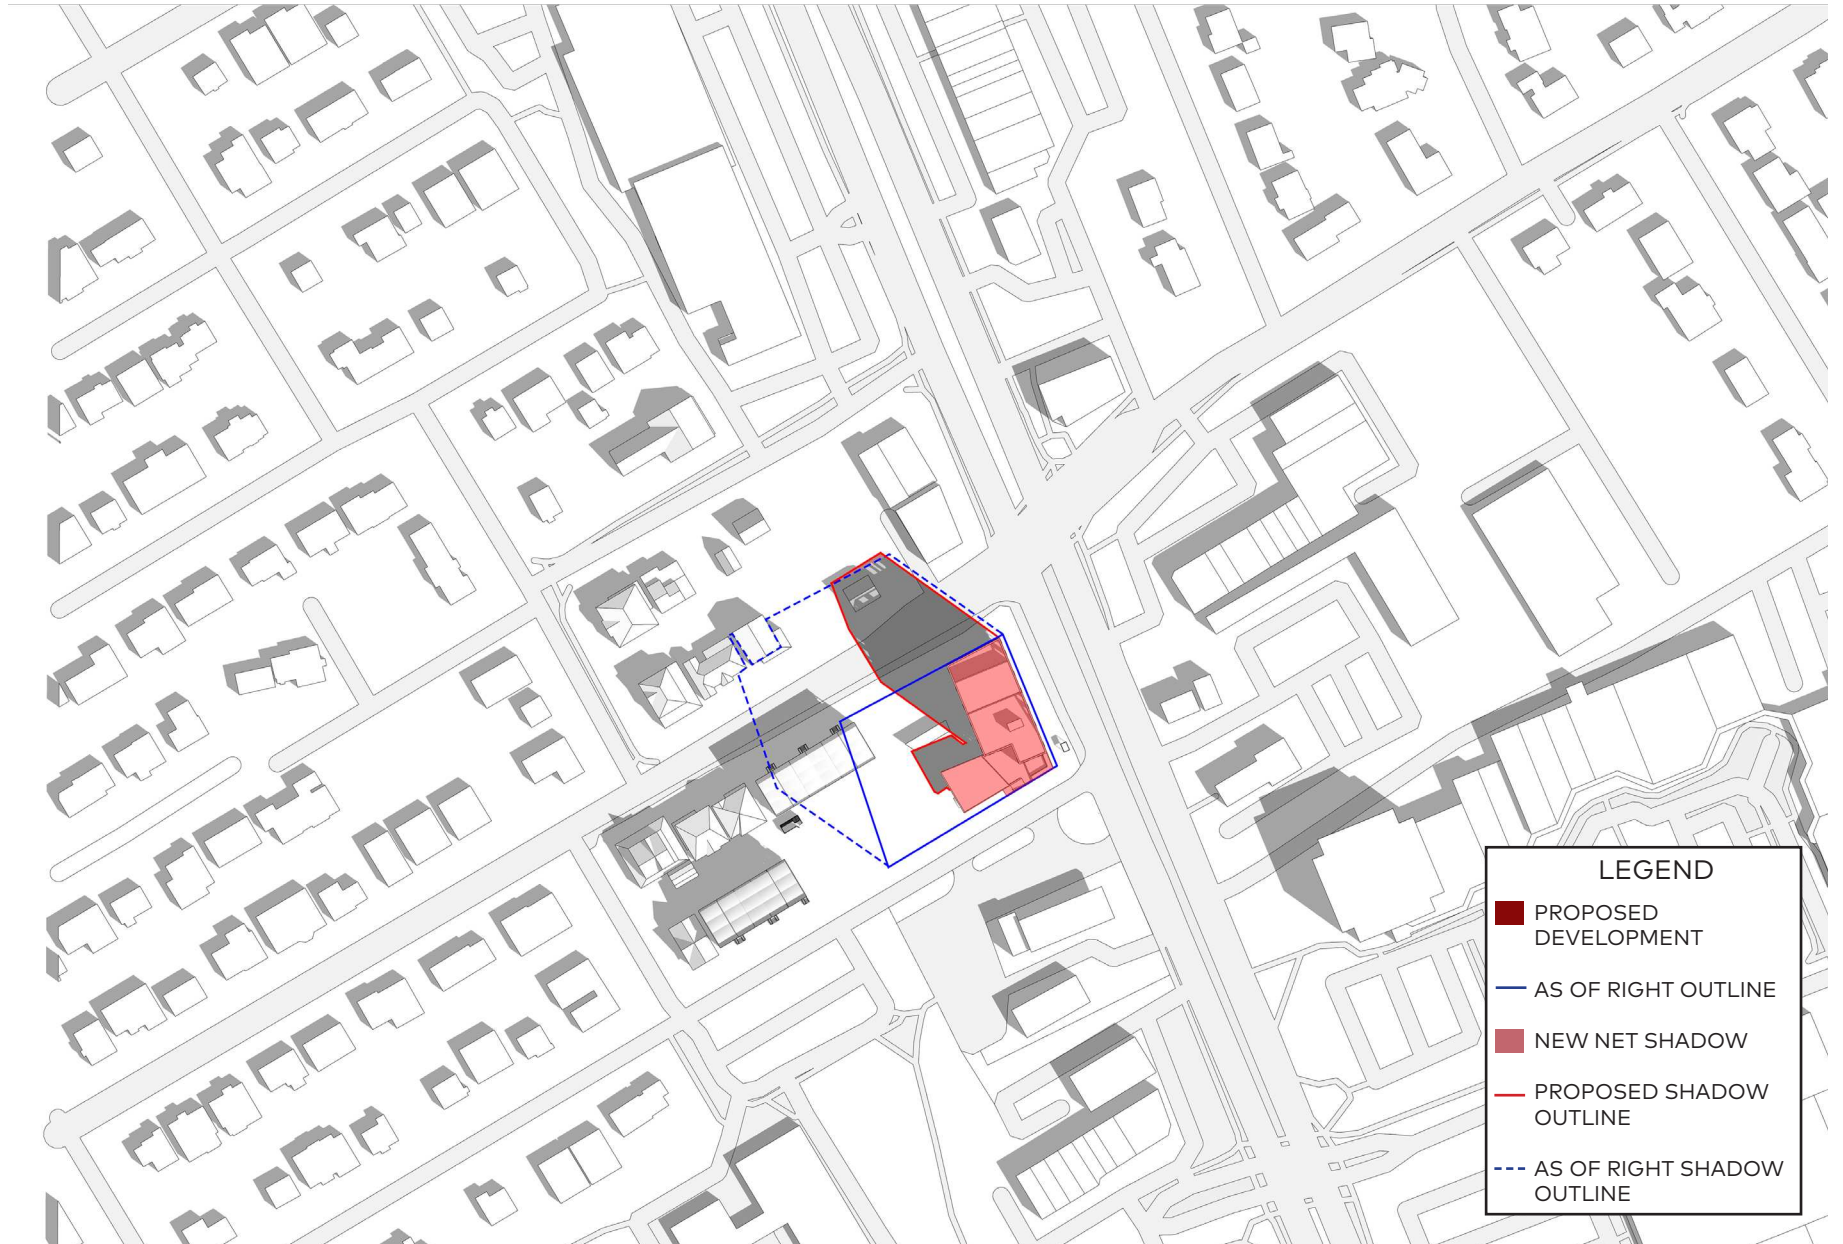 LEGEND
PROPOSED
DEVELOPMENT
AS OF RIGHT OUTLINE
NEW NET SHADOW
PROPOSED SHADOW
OUTLINE
AS OF RIGHT SHADOW
OUTLINE